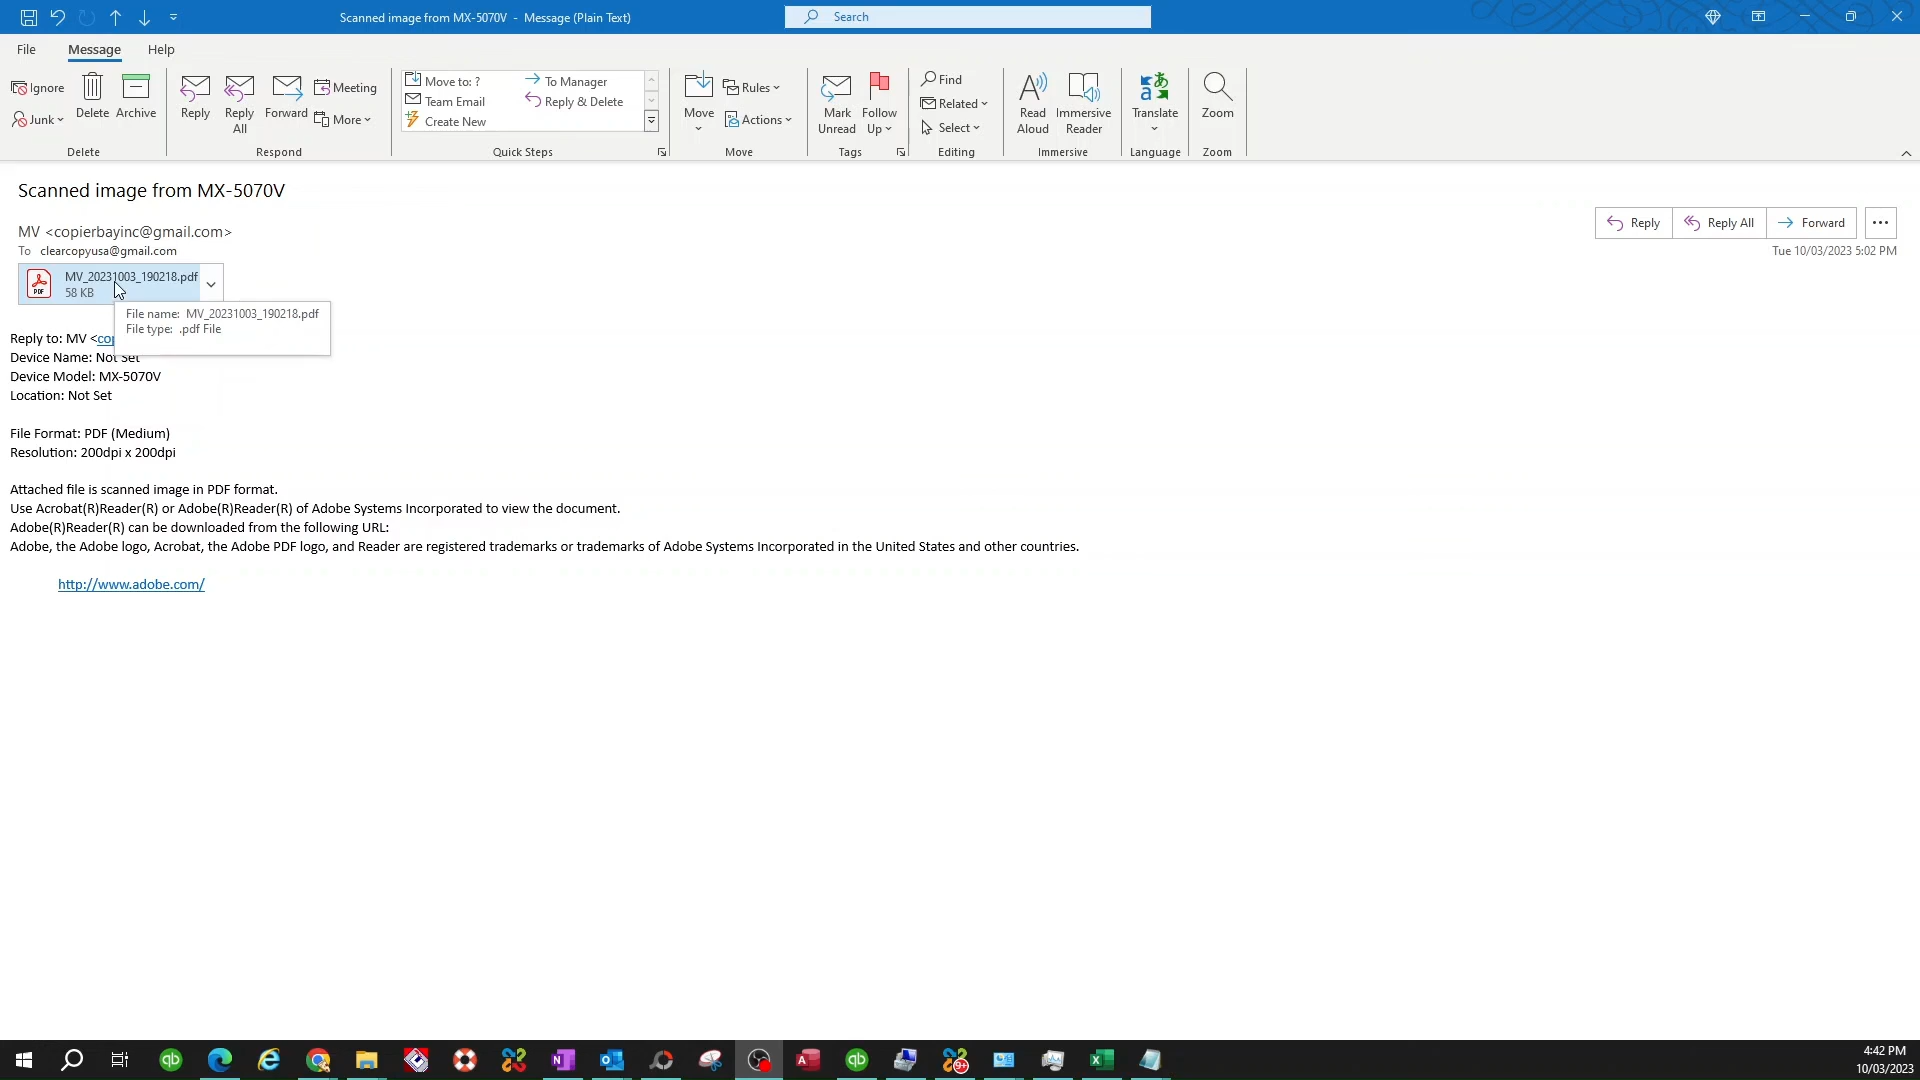 Scanned image from MX-5070V  -  Message (Plain Text)
Search
File
Message
Help
Ignore
Junk
Delete
Archive
Delete
Reply
Reply All
Forward
Meeting
More
Respond
Move to: ?
Team Email
Create New
To Manager
Reply & Delete
Quick Steps
Move
Rules
Actions
Move
Mark Unread
Follow Up
Tags
Find
Related
Select
Editing
Read Aloud
Immersive Reader
Immersive
Translate
Language
Zoom
Zoom
Scanned image from MX-5070V
MV <copierbayinc@gmail.com>
To clearcopyusa@gmail.com
Reply
Reply All
Forward
Tue 10/03/2023 5:02 PM
PDF
MV_20231003_190218.pdf
58 KB
File name: MV_20231003_190218.pdf
File type: .pdf File
Reply to: MV <cop
Device Name: Not Set
Device Model: MX-5070V
Location: Not Set
File Format: PDF (Medium)
Resolution: 200dpi x 200dpi
Attached file is scanned image in PDF format.
Use Acrobat(R)Reader(R) or Adobe(R)Reader(R) of Adobe Systems Incorporated to view the document.
Adobe(R)Reader(R) can be downloaded from the following URL:
Adobe, the Adobe logo, Acrobat, the Adobe PDF logo, and Reader are registered trademarks or trademarks of Adobe Systems Incorporated in the United States and other countries.
http://www.adobe.com/
4:42 PM
10/03/2023